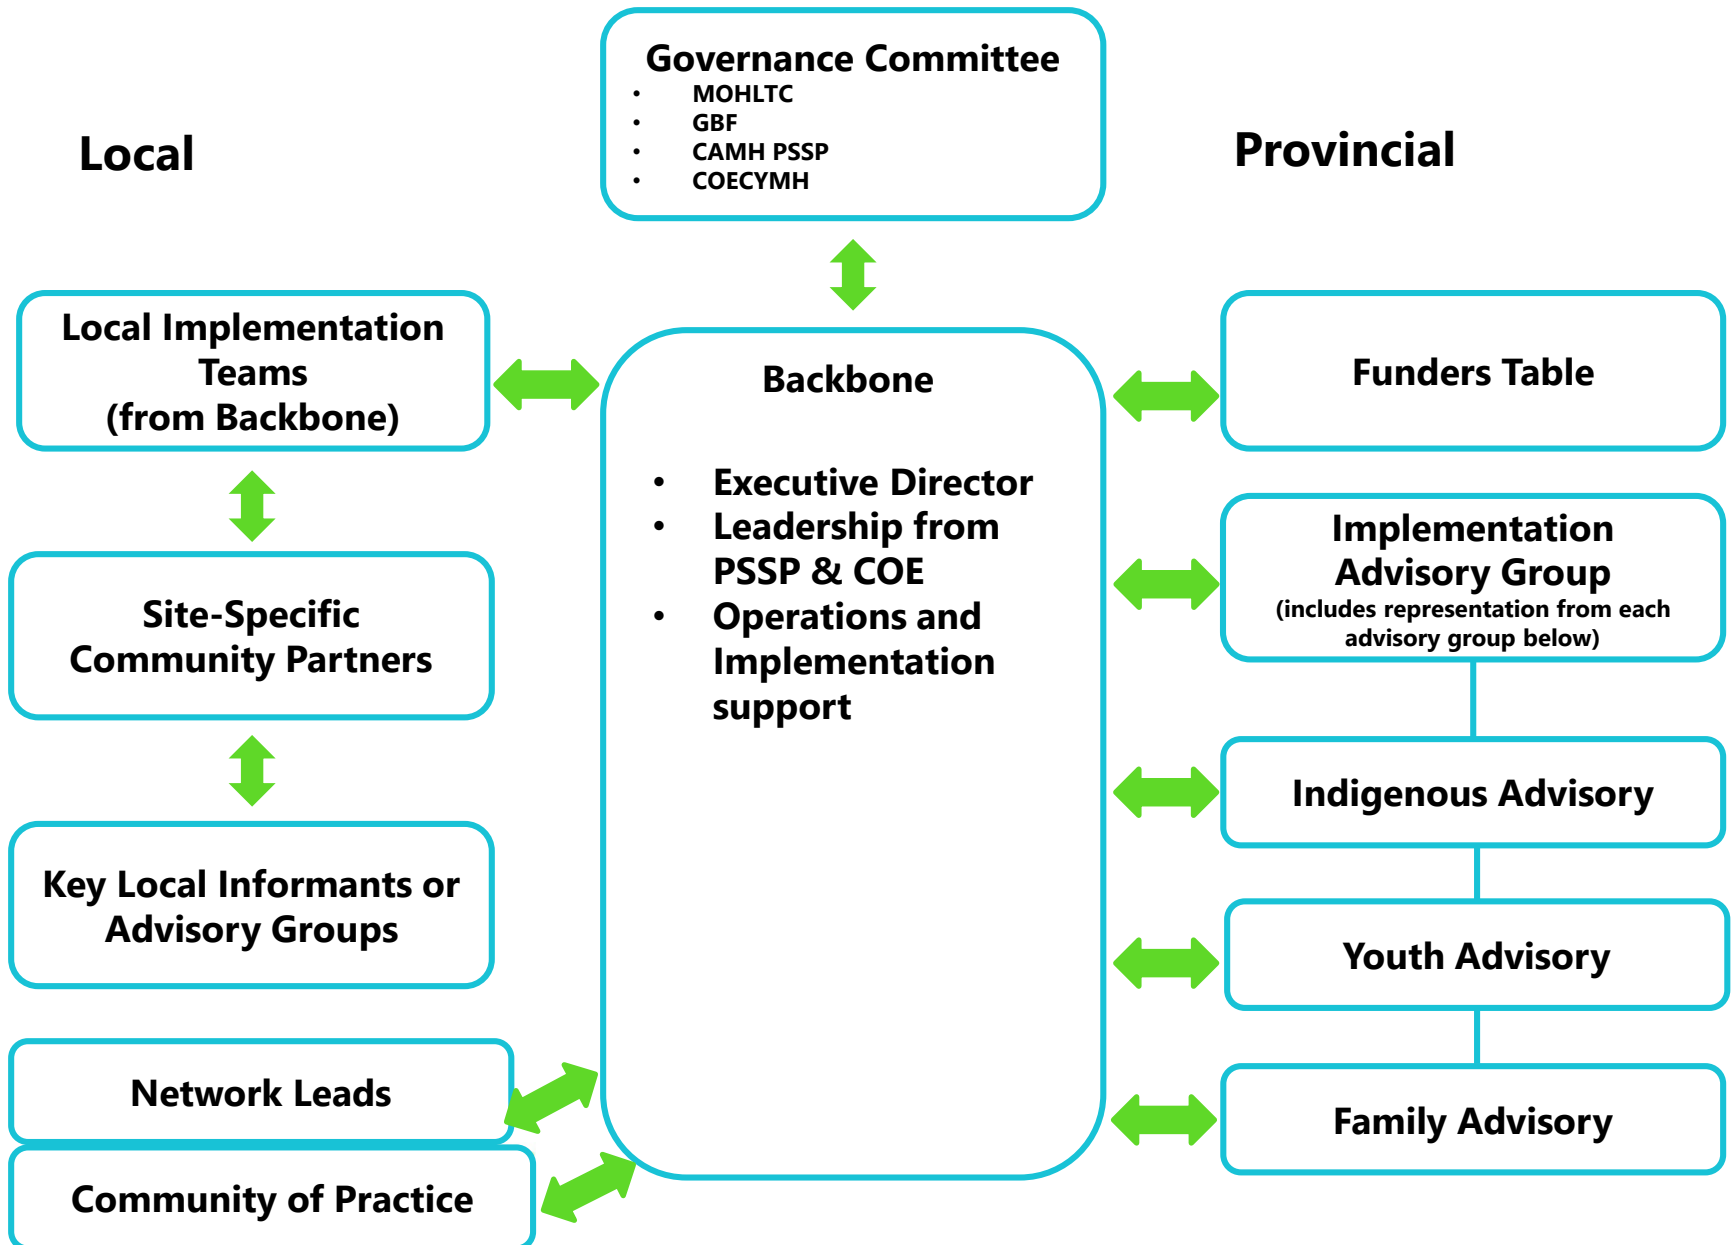 Governance Committee
• MOHLTC
• GBF
• CAMH PSSP
• COECYMH
Local
Provincial
Local Implementation
Teams
(from Backbone)
Site-Specific
Community Partners
Key Local Informants or
Advisory Groups
Network Leads
Community of Practice
Backbone
• Executive Director
• Leadership from
PSSP & COE
• Operations and
Implementation
support
Funders Table
Implementation
Advisory Group
(includes representation from each
advisory group below)
Indigenous Advisory
Youth Advisory
Family Advisory